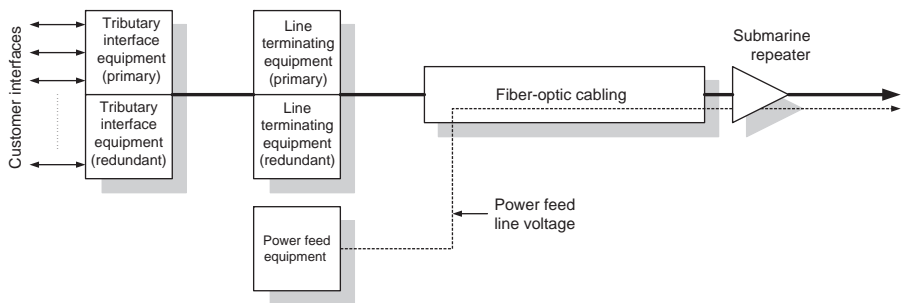 Customer interfaces
Tributary
interface
equipment
(primary)
Tributary
interface
equipment
(redundant)
Line
terminating
equipment
(primary)
Line
terminating
equipment
(redundant)
Power feed
equipment
Fiber-optic cabling
Power feed
line voltage
Submarine
repeater